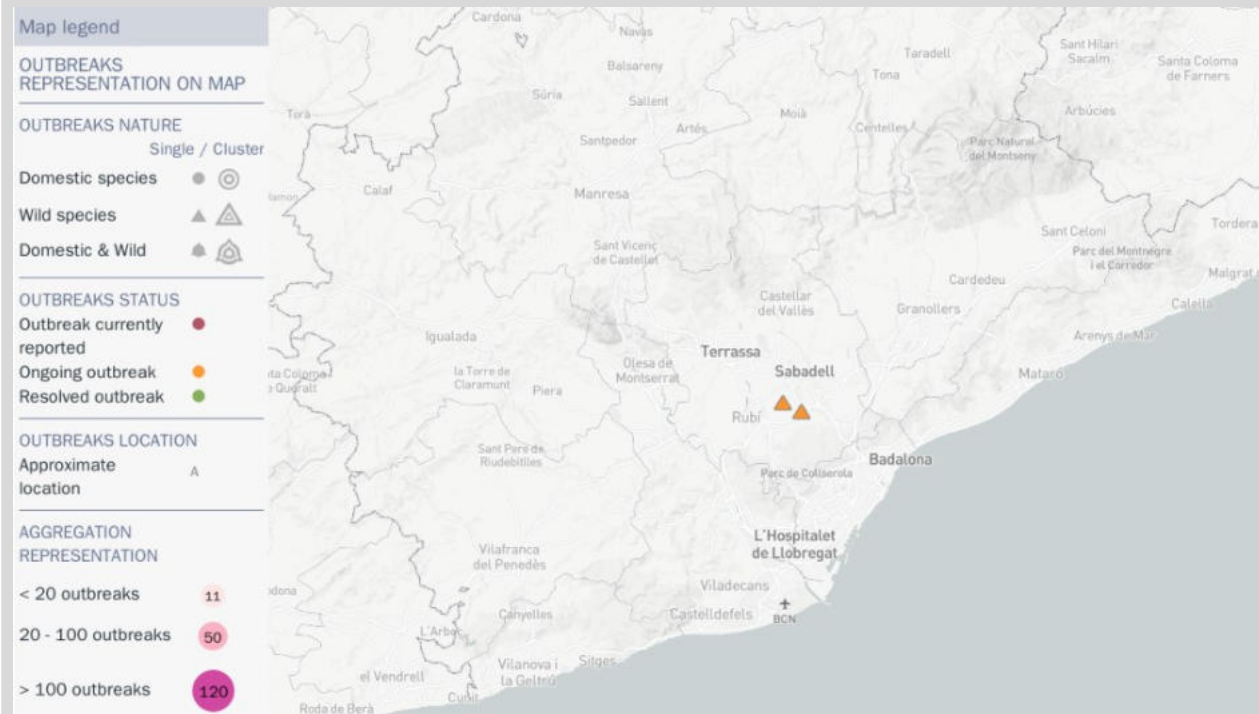 Map legend
OUTBREAKS
REPRESENTATION ON MAP
OUTBREAKS NATURE
Single / Cluster
Domestic species
Wild species
Domestic & Wild
OUTBREAKS STATUS
Outbreak currently
reported
Ongoing outbreak
Resolved outbreak
OUTBREAKS LOCATION
Approximate
location
A
AGGREGATION
REPRESENTATION
< 20 outbreaks
11
20 - 100 outbreaks
50
> 100 outbreaks
120
Cardona
Navàs
Balsareny
Taradell
Tona
Sant Hilari
Sacalm
Santa Coloma
de Farners
Súria
Sallent
Torà
Artés
Moià
Centelles
Arbúcies
Santpedor
Parc Natural
del Montseny
Calaf
Manresa
Sant Vicenç
de Castellet
Sant Celoni
Tordera
Parc del Montnegre
i el Corredor
Cardedeu
Malgrat
Castellar
del Vallès
Granollers
Calella
Igualada
Arenys de Mar
Terrassa
Olesa de
Montserrat
Sabadell
la Torre de
Claramunt
Piera
Mataró
Rubí
Sant Pere de
Riudebitlles
Badalona
Parc de Collserola
L'Hospitalet
de Llobregat
Vilafranca
del Penedès
Viladecans
Castelldefels
BCN
Canyelles
L'Arboç
Sitges
Vilanova i
la Geltrú
el Vendrell
Cunit
Roda de Berà